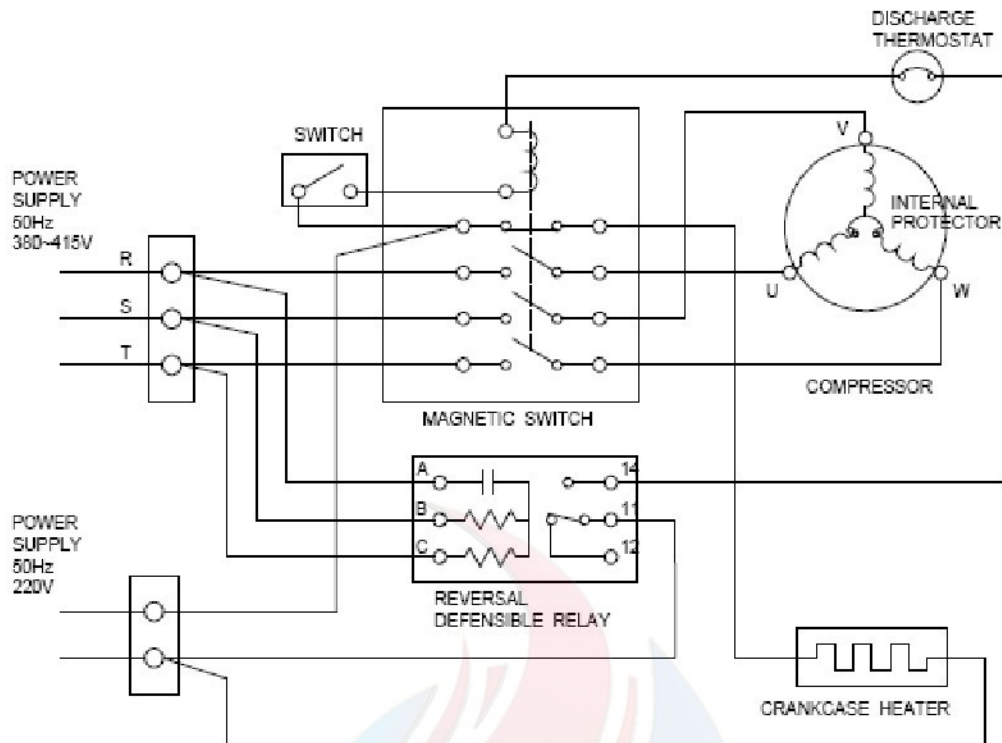 DISCHARGE
THERMOSTAT
SWITCH
V
POWER
SUPPLY
50Hz
380~415V
INTERNAL
PROTECTOR
R
U
W
S
T
COMPRESSOR
MAGNETIC SWITCH
A
14
B
11
C
12
POWER
SUPPLY
50Hz
220V
REVERSAL
DEFENSIBLE RELAY
CRANKCASE HEATER